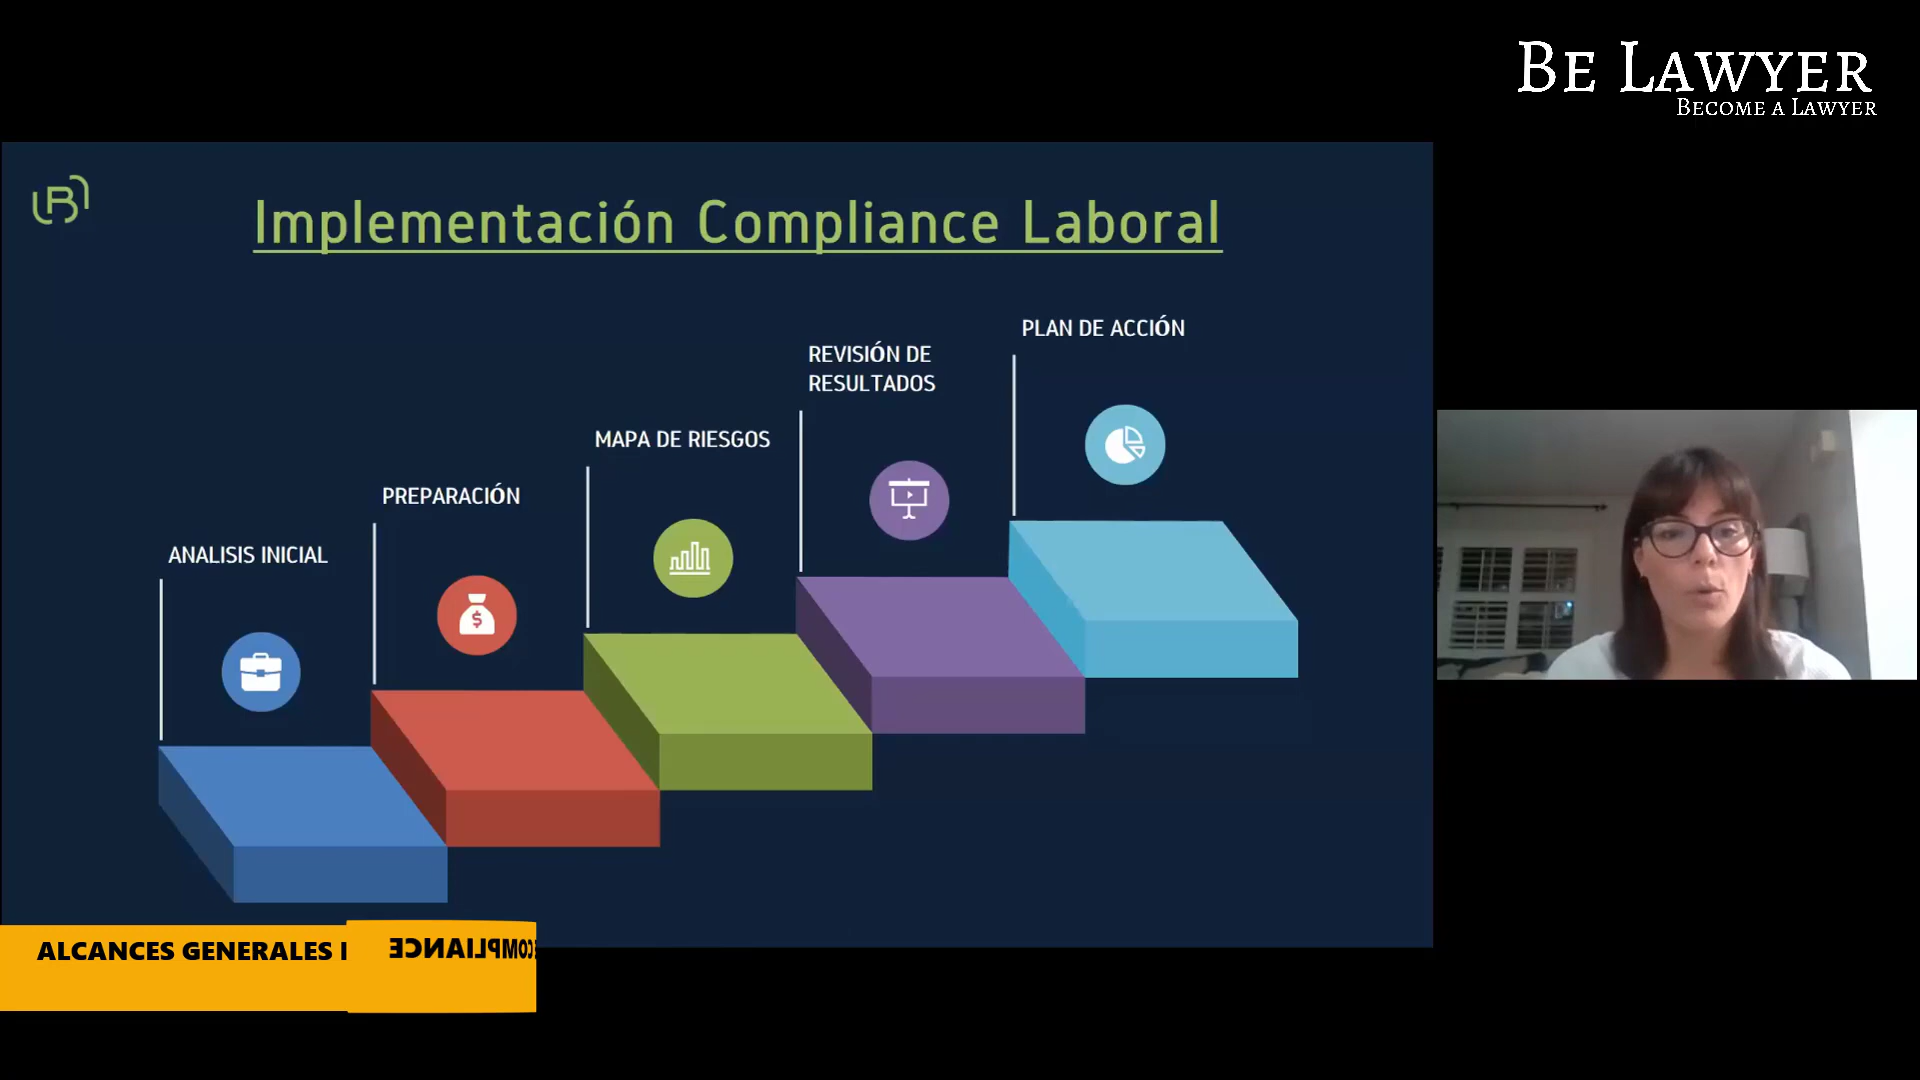 BE LAWYER
BECOME A LAWYER
Implementación Compliance Laboral
PLAN DE ACCIÓN
REVISIÓN DE
RESULTADOS
MAPA DE RIESGOS
PREPARACIÓN
ANALISIS INICIAL
ALCANCES GENERALES
COMPLIANCE